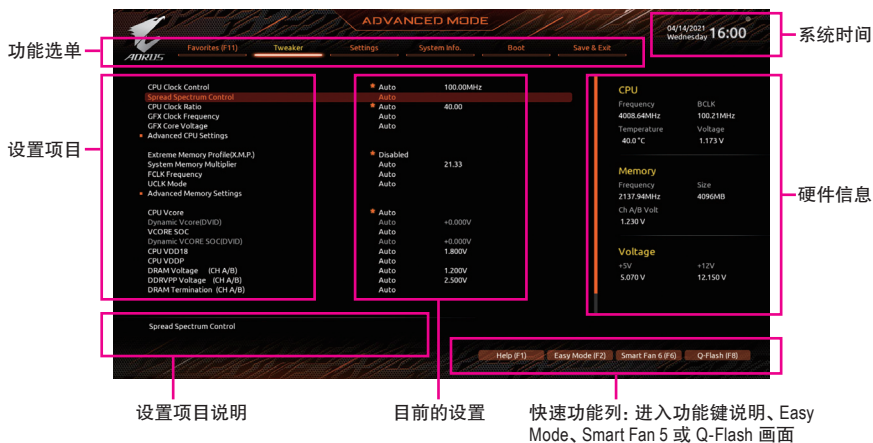 ADVANCED MODE
04/14/2021
Wednesday
16:00
系统时间
功能选单
AORUS
Favorites (F11)
Tweaker
Settings
System Info.
Boot
Save & Exit
设置项目
CPU Clock Control * Auto 100.00MHz
Spread Spectrum Control Auto
CPU Clock Ratio * Auto 40.00
GFX Clock Frequency Auto
GFX Core Voltage Auto
Advanced CPU Settings
Extreme Memory Profile(X.M.P.) * Disabled
System Memory Multiplier Auto 21.33
FCLK Frequency Auto
UCLK Mode Auto
Advanced Memory Settings
CPU Vcore * Auto
Dynamic Vcore(DVID) Auto +0.000V
VCORE SOC Auto
Dynamic VCORE SOC(DVID) Auto +0.000V
CPU VDD18 Auto 1.800V
CPU VDDP Auto
DRAM Voltage (CH A/B) Auto 1.200V
DDRVPP Voltage (CH A/B) Auto 2.500V
DRAM Termination (CH A/B) Auto
CPU
Frequency BCLK
4008.64MHz 100.21MHz
Temperature Voltage
40.0 °C 1.173 V
Memory
Frequency Size
2137.94MHz 4096MB
Ch A/B Volt
1.230 V
Voltage
+5V +12V
5.070 V 12.150 V
硬件信息
Spread Spectrum Control
Help (F1)
Easy Mode (F2)
Smart Fan 6 (F6)
Q-Flash (F8)
设置项目说明
目前的设置
快速功能列: 进入功能键说明、Easy
Mode、Smart Fan 5 或 Q-Flash 画面